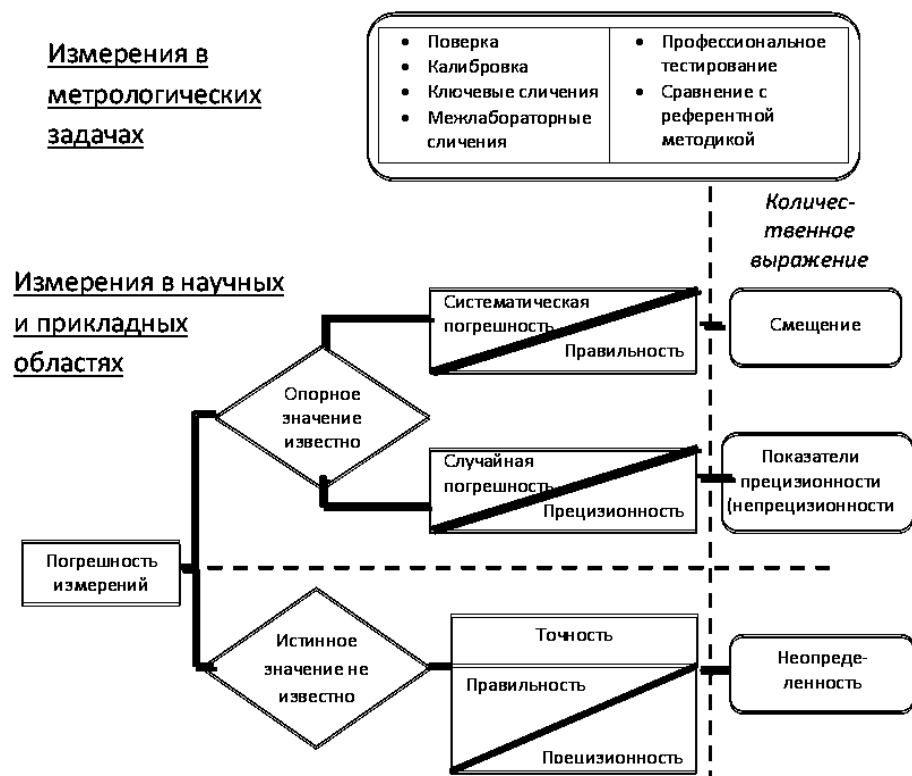 Измерения в
метрологических
задачах
• Поверка
• Калибровка
• Ключевые сличения
• Межлабораторные
сличения
• Профессиональное
тестирование
• Сравнение с
референтной
методикой
Количес-
твенное
выражение
Измерения в научных
и прикладных
областях
Систематическая
погрешность
Правильность
Смещение
Опорное
значение
известно
Случайная
погрешность
Прецизионность
Показатели
прецизионности
(непрецизионности
Погрешность
измерений
Истинное
значение не
известно
Точность
Правильность
Прецизионность
Неопреде-
ленность